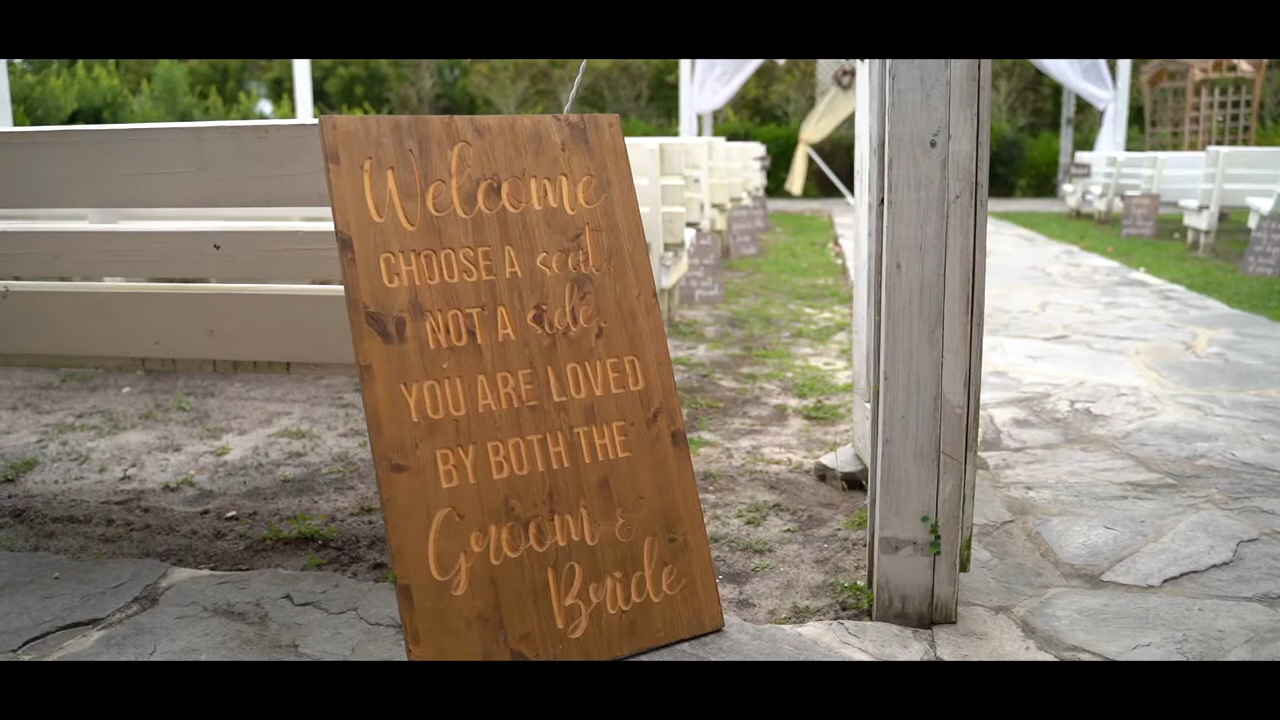 Welcome
CHOOSE A seat,
NOT A side.
YOU ARE LOVED
BY BOTH THE
Groom &
Bride